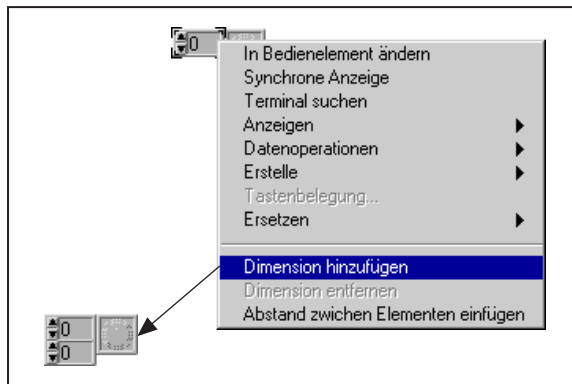 0
In Bedienelement ändern
Synchrone Anzeige
Terminal suchen
Anzeigen
Datenoperationen
Erstelle
Tastenbelegung...
Ersetzen
Dimension hinzufügen
Dimension entfernen
Abstand zwichen Elementen einfügen
0
0